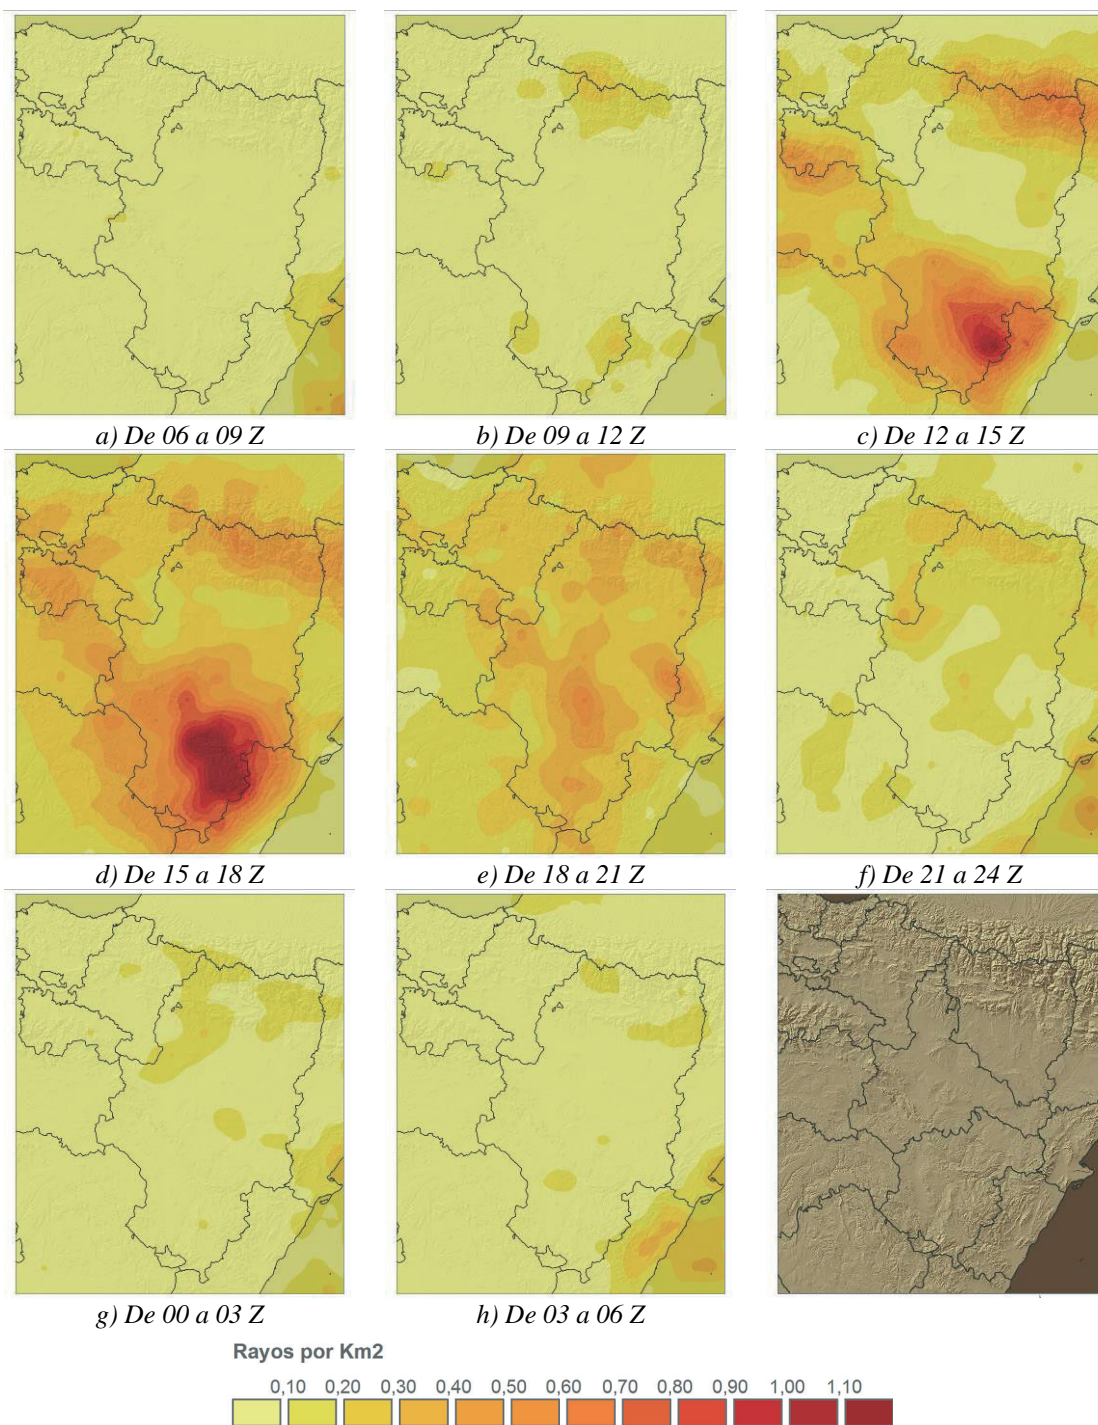 a) De 06 a 09 Z
b) De 09 a 12 Z
c) De 12 a 15 Z
d) De 15 a 18 Z
e) De 18 a 21 Z
f) De 21 a 24 Z
g) De 00 a 03 Z
h) De 03 a 06 Z
Rayos por Km2
0,10 0,20 0,30 0,40 0,50 0,60 0,70 0,80 0,90 1,00 1,10